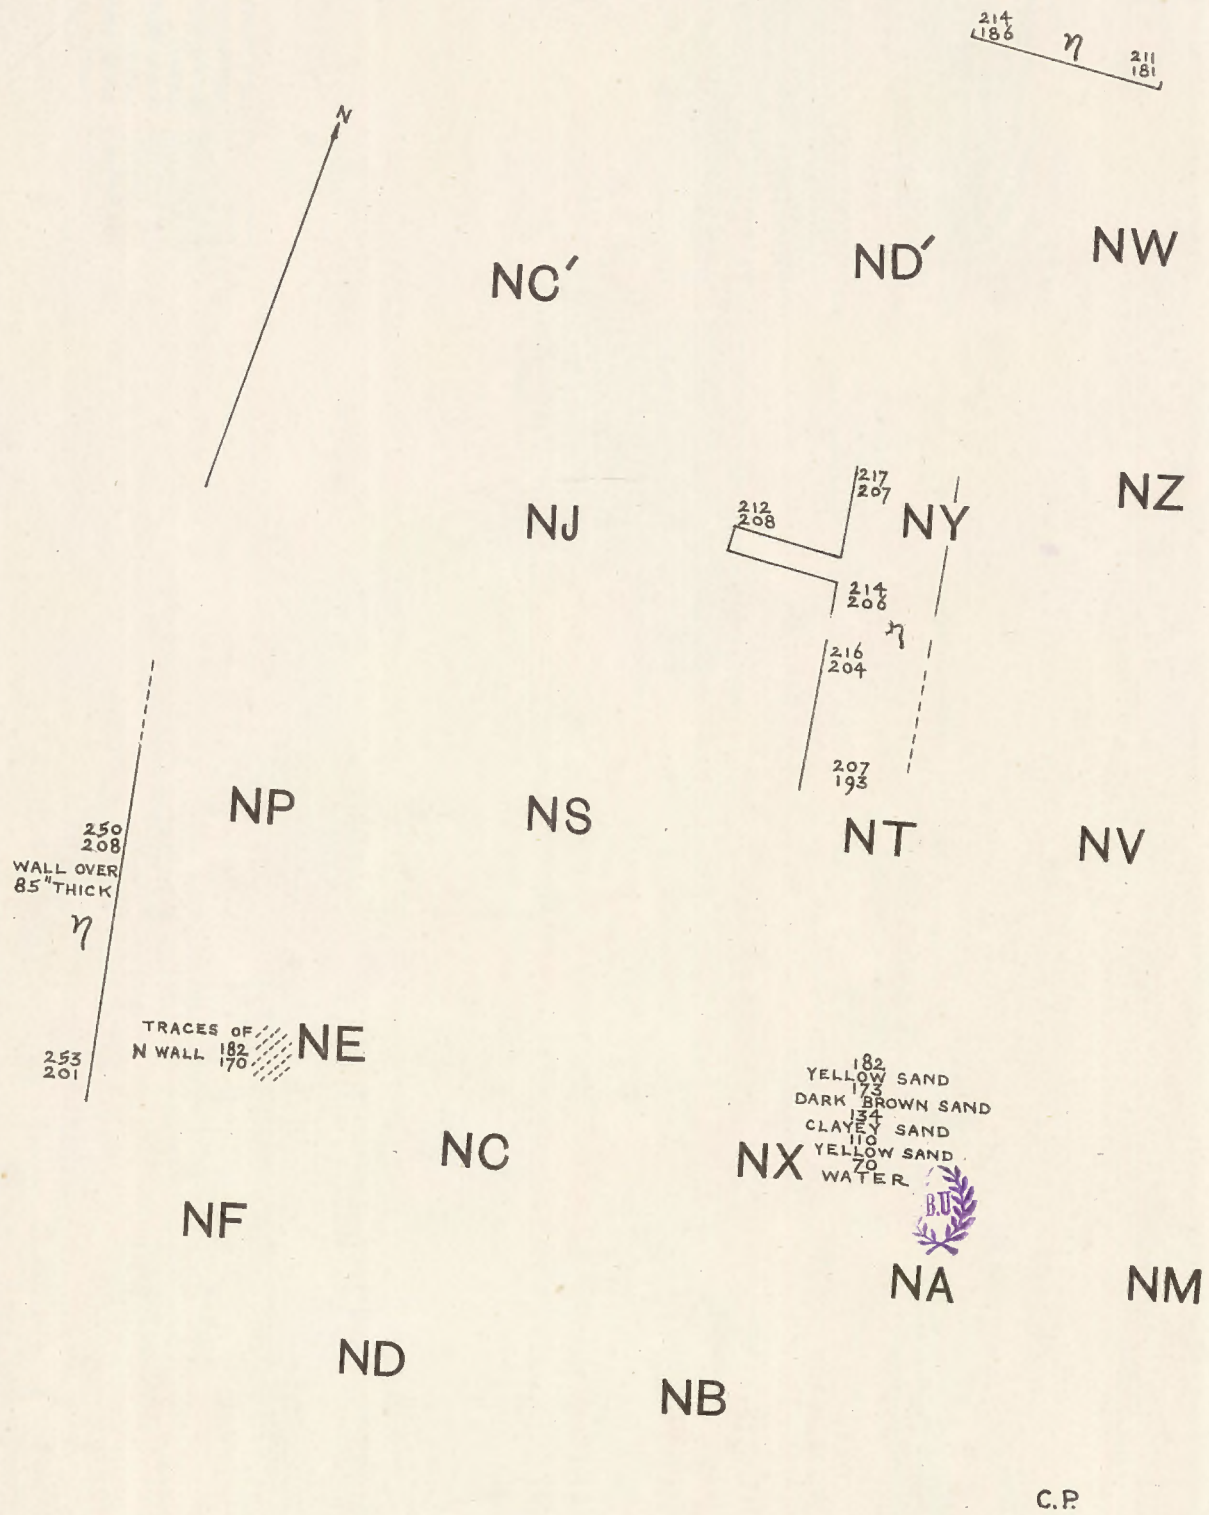 214
186
η
211
181
N
NC′
ND′
NW
217
207
NZ
212
208
NY
NJ
214
206
η
216
204
207
193
NP
NS
250
208
NT
NV
WALL OVER
85" THICK
η
TRACES OF
N WALL 182
170
NE
253
201
182
YELLOW SAND
173
DARK BROWN SAND
134
CLAYEY SAND
110
YELLOW SAND
70
WATER
NC
NX
B.U
NF
NA
NM
ND
NB
C.P.